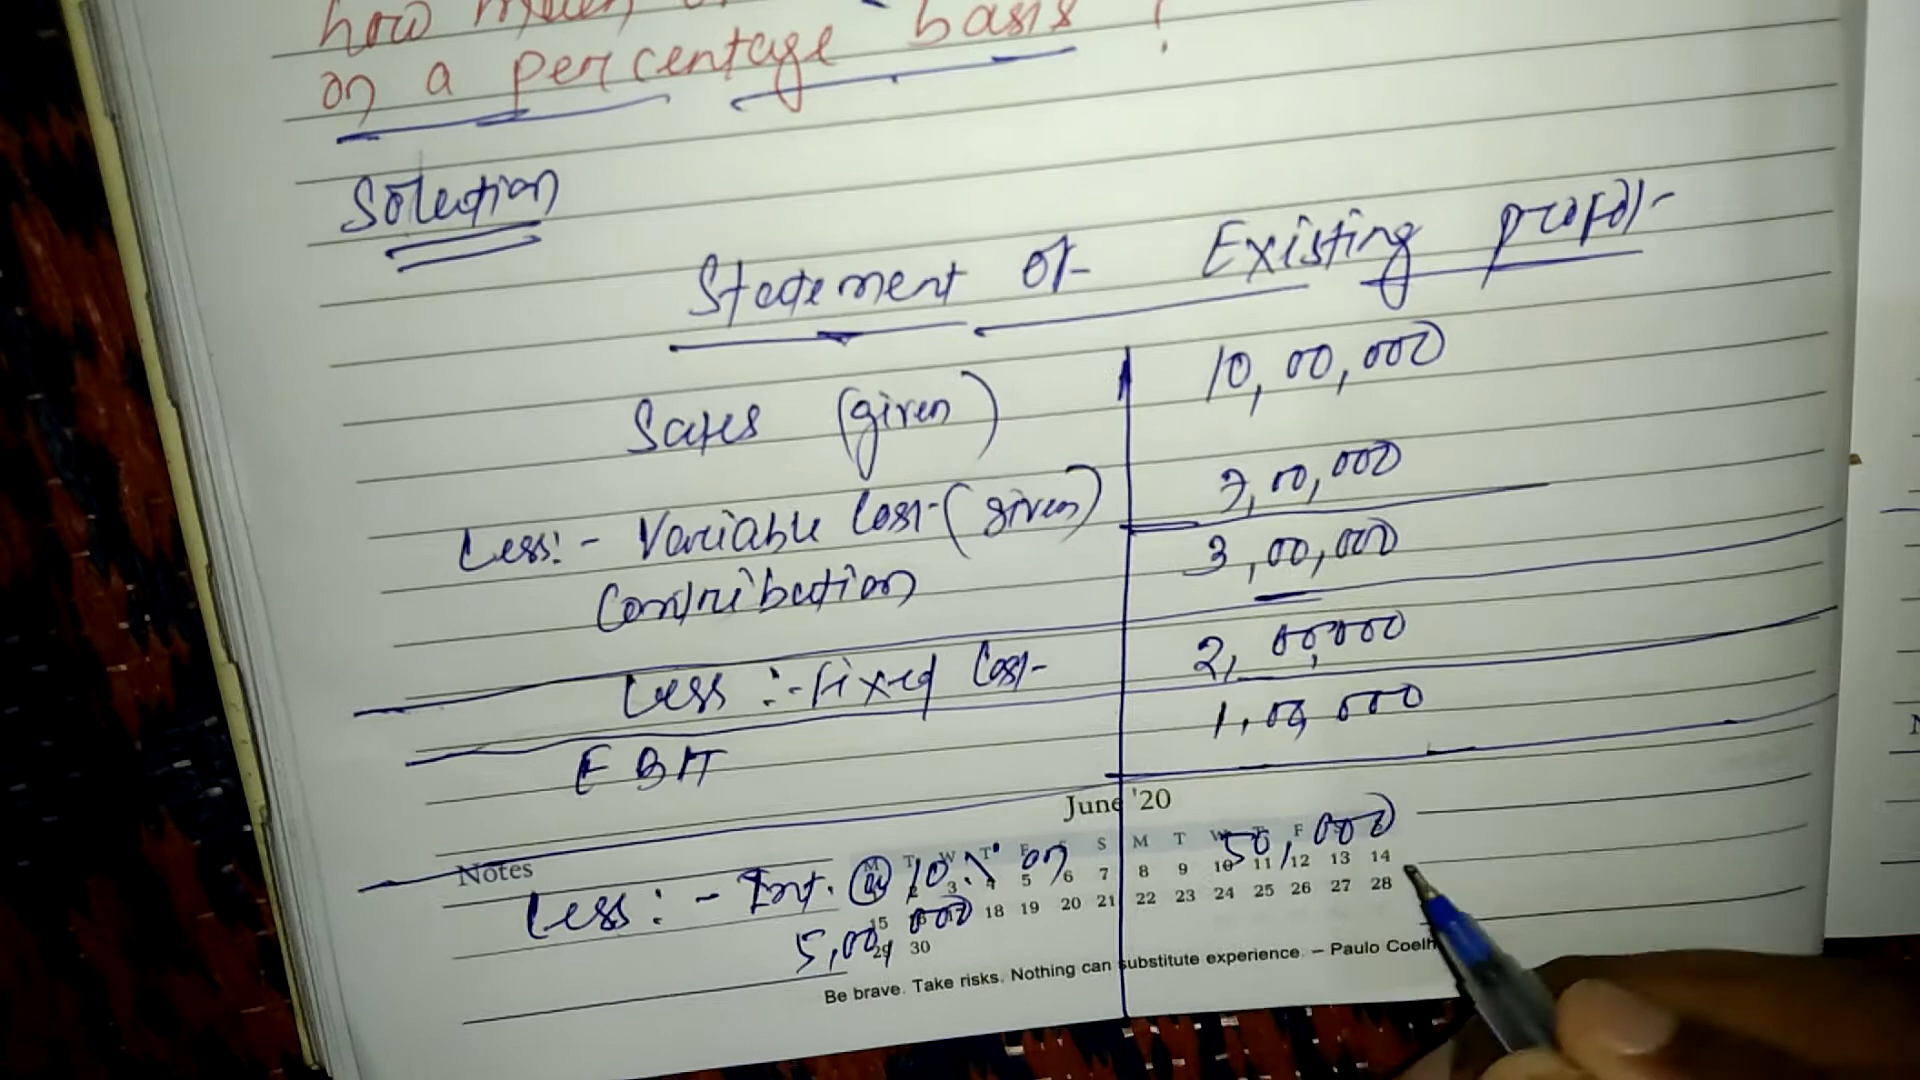 how much
on a percentage basis ?
Solution
Statement of Existing profit
Sales (given) 10,00,000
Less:- Variable Cost (given) 7,00,000
Contribution 3,00,000
Less :- Fixed Cost 2,00,000
EBIT 1,00,000
June '20
Notes
M T W T F S S M T W T F
2 3 4 5 6 7 8 9 10 11 12 13 14
15 18 19 20 21 22 23 24 25 26 27 28
29 30
Less :- Int. @ 10% on 50,000
5,00,000
Be brave. Take risks. Nothing can substitute experience. – Paulo Coelh